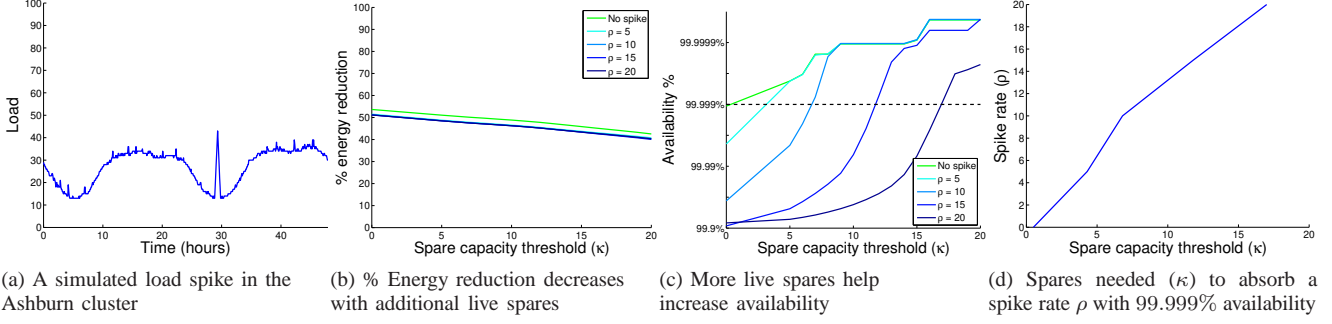 100
90
80
70
60
50
40
30
20
10
0
Load
0
10
20
30
40
Time (hours)
100
90
80
70
60
50
40
30
20
10
0
% energy reduction
0
5
10
15
20
Spare capacity threshold (κ)
No spike
ρ = 5
ρ = 10
ρ = 15
ρ = 20
99.9999%
99.999%
99.99%
99.9%
Availability %
0
5
10
15
20
Spare capacity threshold (κ)
No spike
ρ = 5
ρ = 10
ρ = 15
ρ = 20
20
18
16
14
12
10
8
6
4
2
0
Spike rate (ρ)
0
5
10
15
20
Spare capacity threshold (κ)
(a) A simulated load spike in the
Ashburn cluster
(b) % Energy reduction decreases
with additional live spares
(c) More live spares help
increase availability
(d) Spares needed (κ) to absorb a
spike rate ρ with 99.999% availability